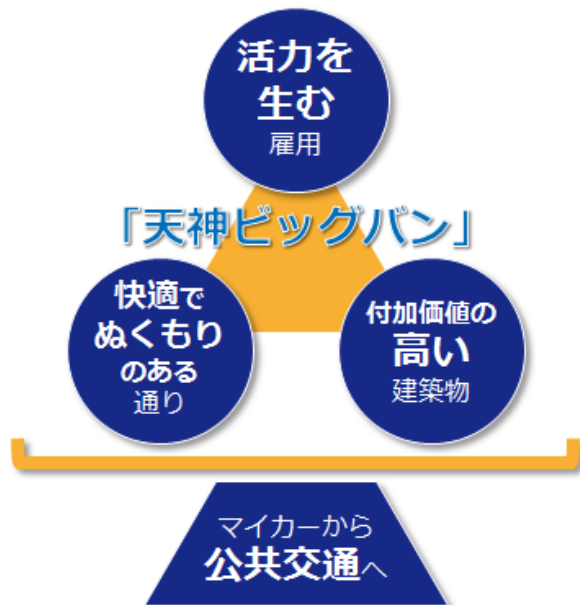 活力を
生む
雇用
「天神ビッグバン」
快適で
ぬくもり
のある
通り
付加価値の
高い
建築物
マイカーから
公共交通へ